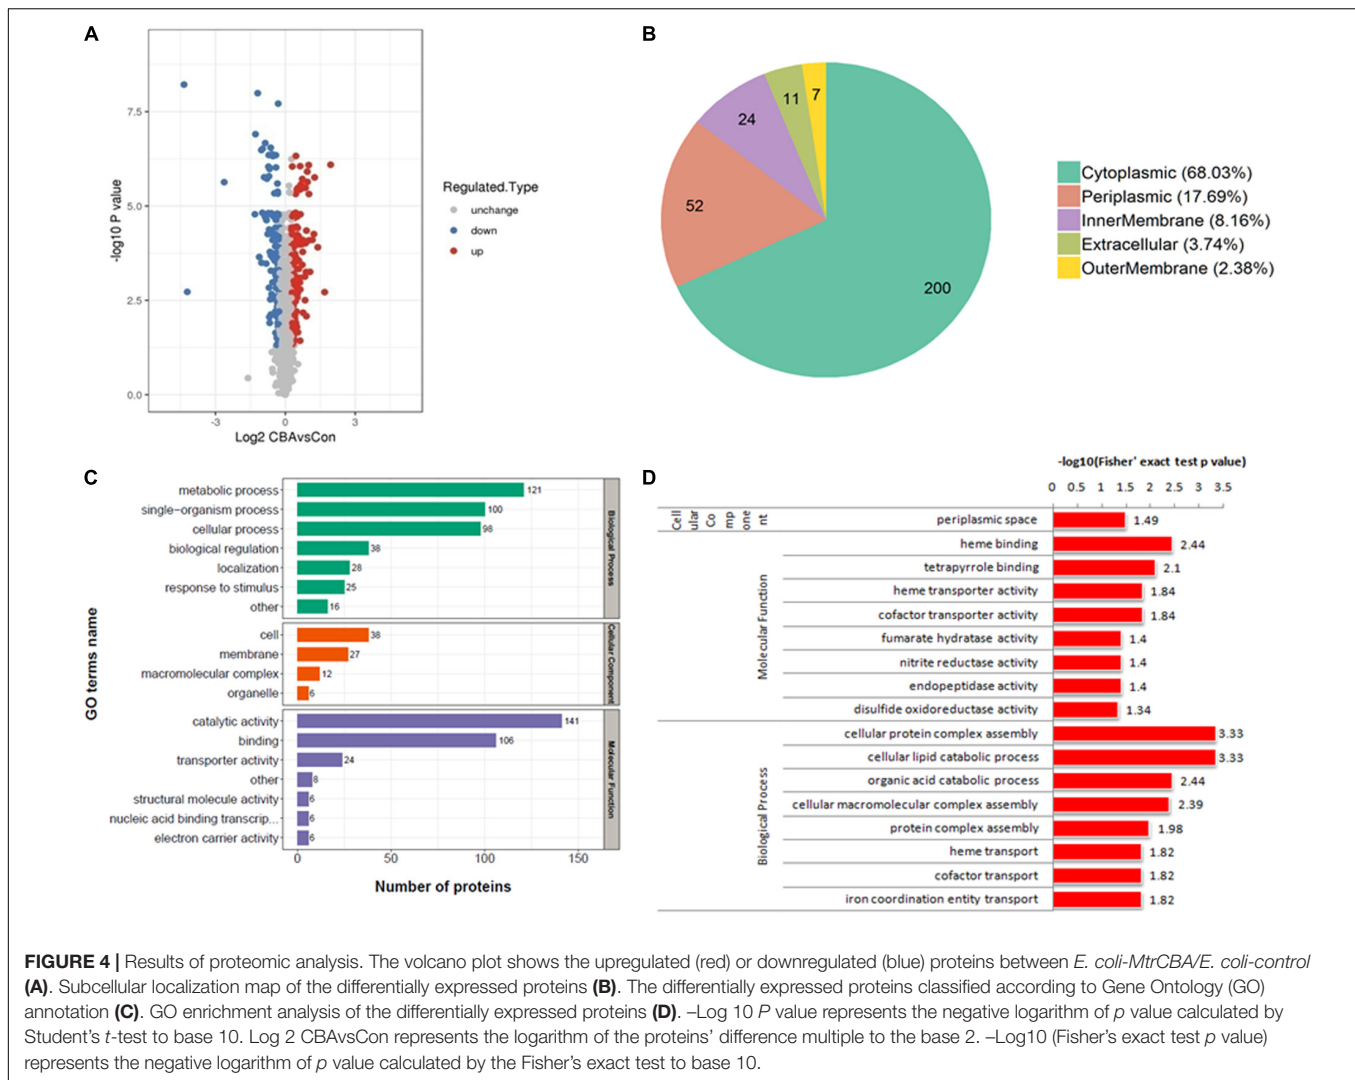 A
7.5
5.0
2.5
0.0
-log10 P value
-3
0
3
Log2 CBAvsCon
Regulated.Type
unchange
down
up
B
7
11
24
52
200
Cytoplasmic (68.03%)
Periplasmic (17.69%)
InnerMembrane (8.16%)
Extracellular (3.74%)
OuterMembrane (2.38%)
C
GO terms name
metabolic process 121
single−organism process 100
cellular process 98
biological regulation 38
localization 28
response to stimulus 25
other 16
Biological Process
cell 38
membrane 27
macromolecular complex 12
organelle 6
Cellular Component
catalytic activity 141
binding 106
transporter activity 24
other 8
structural molecule activity 6
nucleic acid binding transcrip... 6
electron carrier activity 6
Molecular Function
0 50 100 150
Number of proteins
D
-log10(Fisher' exact test p value)
0 0.5 1 1.5 2 2.5 3 3.5
Cell
ular
Co
mp
one
nt
periplasmic space 1.49
Molecular Function
heme binding 2.44
tetrapyrrole binding 2.1
heme transporter activity 1.84
cofactor transporter activity 1.84
fumarate hydratase activity 1.4
nitrite reductase activity 1.4
endopeptidase activity 1.4
disulfide oxidoreductase activity 1.34
Biological Process
cellular protein complex assembly 3.33
cellular lipid catabolic process 3.33
organic acid catabolic process 2.44
cellular macromolecular complex assembly 2.39
protein complex assembly 1.98
heme transport 1.82
cofactor transport 1.82
iron coordination entity transport 1.82
FIGURE 4 | Results of proteomic analysis. The volcano plot shows the upregulated (red) or downregulated (blue) proteins between E. coli-MtrCBA/E. coli-control
(A). Subcellular localization map of the differentially expressed proteins (B). The differentially expressed proteins classified according to Gene Ontology (GO)
annotation (C). GO enrichment analysis of the differentially expressed proteins (D). –Log 10 P value represents the negative logarithm of p value calculated by
Student's t-test to base 10. Log 2 CBAvsCon represents the logarithm of the proteins' difference multiple to the base 2. –Log10 (Fisher's exact test p value)
represents the negative logarithm of p value calculated by the Fisher's exact test to base 10.